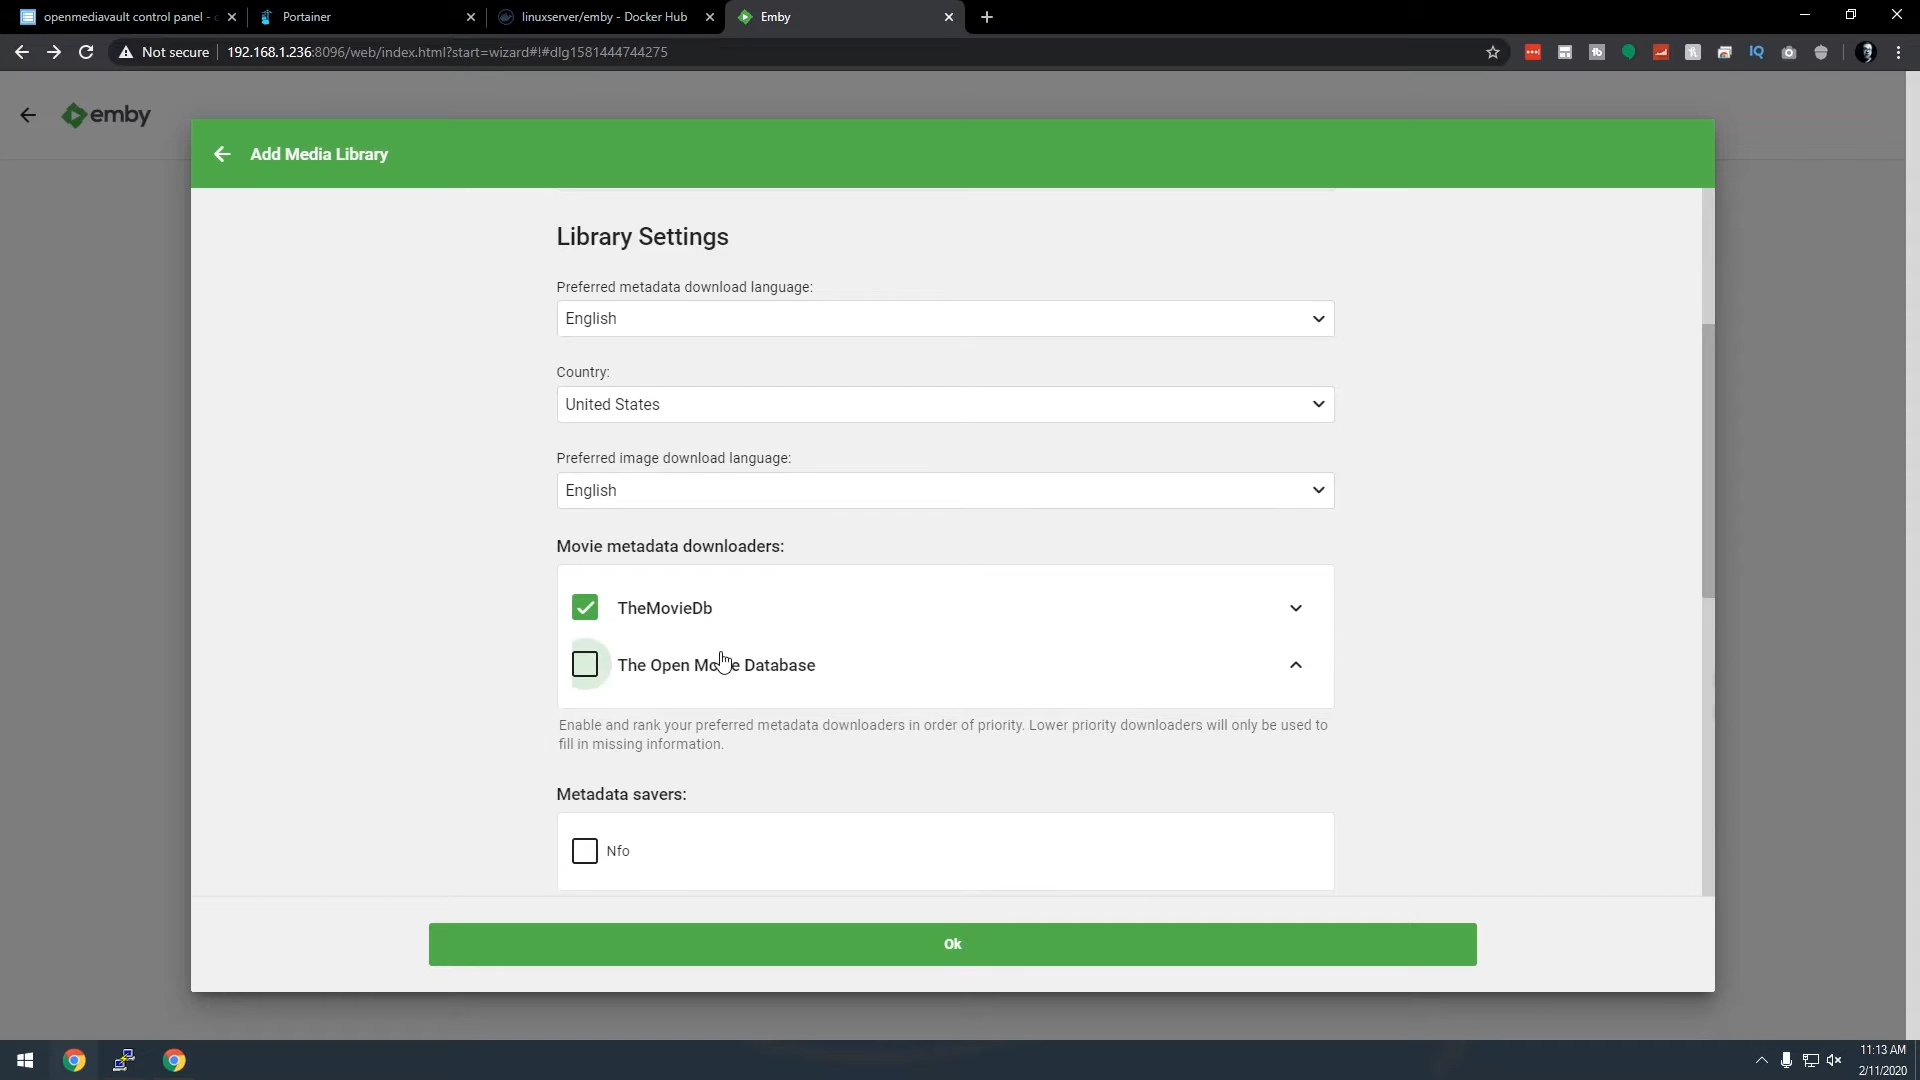 openmediavault control panel -
Portainer
linuxserver/emby - Docker Hub
Emby
Not secure
192.168.1.236:8096/web/index.html?start=wizard#!#dlg1581444744275
IQ
emby
Add Media Library
Library Settings
Preferred metadata download language:
English
Country:
United States
Preferred image download language:
English
Movie metadata downloaders:
TheMovieDb
The Open Movie Database
Enable and rank your preferred metadata downloaders in order of priority. Lower priority downloaders will only be used to
fill in missing information.
Metadata savers:
Nfo
Ok
11:13 AM
2/11/2020